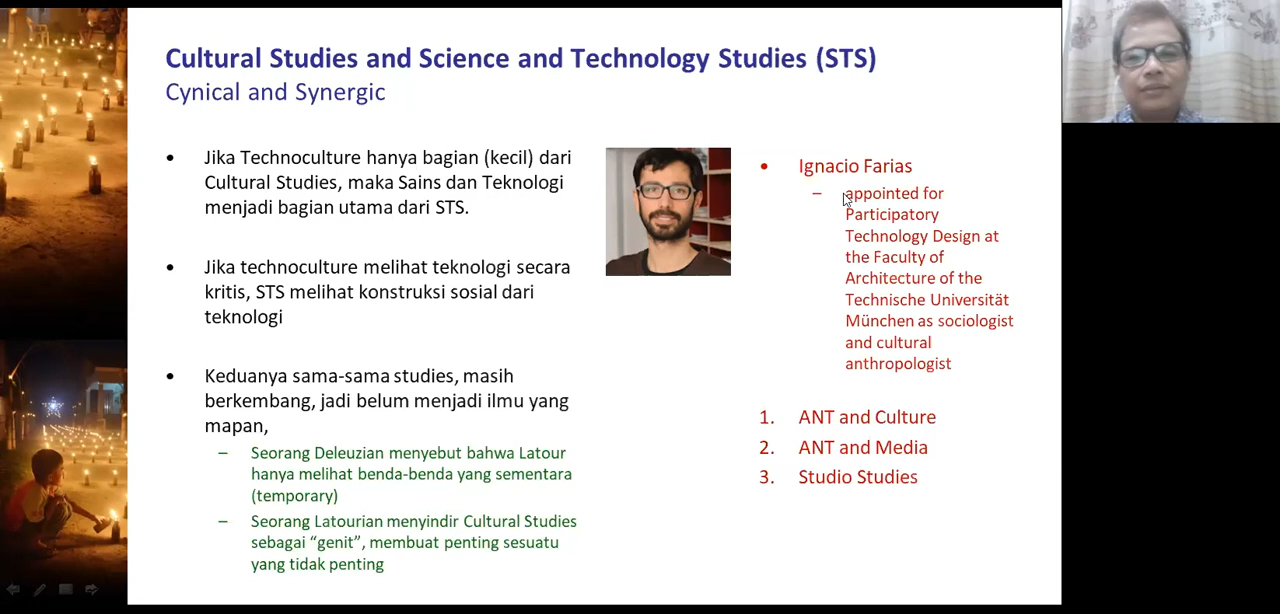 Cultural Studies and Science and Technology Studies (STS)
Cynical and Synergic
• Jika Technoculture hanya bagian (kecil) dari
Cultural Studies, maka Sains dan Teknologi
menjadi bagian utama dari STS.
• Jika technoculture melihat teknologi secara
kritis, STS melihat konstruksi sosial dari
teknologi
• Keduanya sama-sama studies, masih
berkembang, jadi belum menjadi ilmu yang
mapan,
– Seorang Deleuzian menyebut bahwa Latour
hanya melihat benda-benda yang sementara
(temporary)
– Seorang Latourian menyindir Cultural Studies
sebagai “genit”, membuat penting sesuatu
yang tidak penting
• Ignacio Farias
– appointed for
Participatory
Technology Design at
the Faculty of
Architecture of the
Technische Universität
München as sociologist
and cultural
anthropologist
1. ANT and Culture
2. ANT and Media
3. Studio Studies